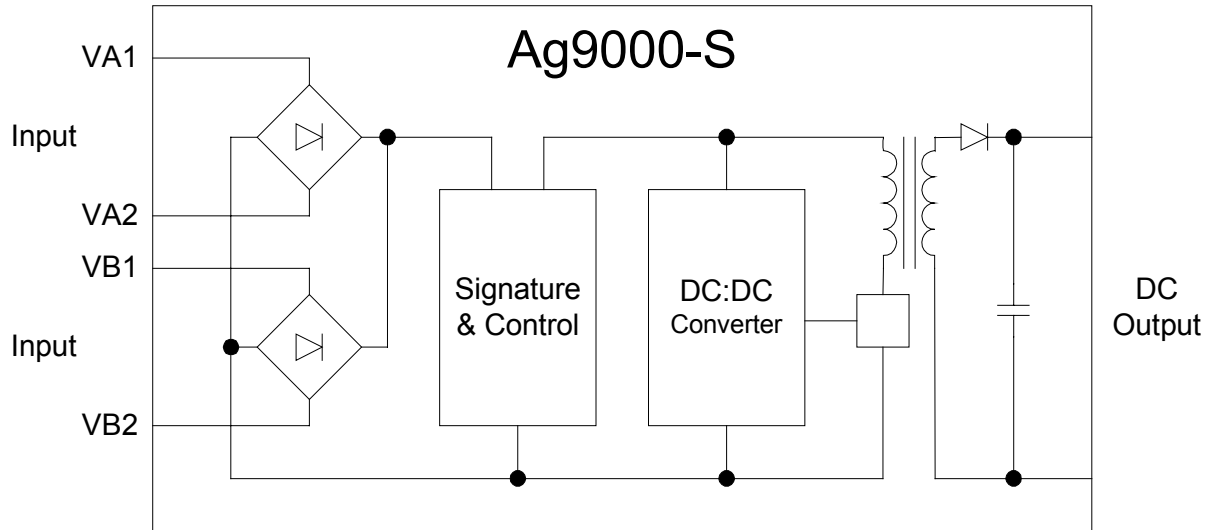 Ag9000-S
VA1
Input
VA2
VB1
Input
VB2
Signature
& Control
DC:DC
Converter
DC
Output